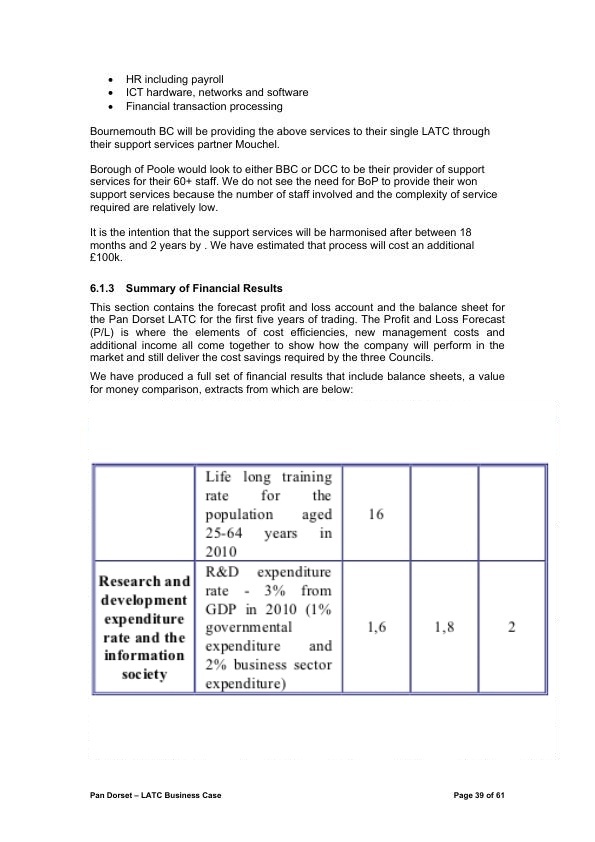 • HR including payroll
• ICT hardware, networks and software
• Financial transaction processing
Bournemouth BC will be providing the above services to their single LATC through
their support services partner Mouchel.
Borough of Poole would look to either BBC or DCC to be their provider of support
services for their 60+ staff. We do not see the need for BoP to provide their won
support services because the number of staff involved and the complexity of service
required are relatively low.
It is the intention that the support services will be harmonised after between 18
months and 2 years by . We have estimated that process will cost an additional
£100k.
6.1.3 Summary of Financial Results
This section contains the forecast profit and loss account and the balance sheet for
the Pan Dorset LATC for the first five years of trading. The Profit and Loss Forecast
(P/L) is where the elements of cost efficiencies, new management costs and
additional income all come together to show how the company will perform in the
market and still deliver the cost savings required by the three Councils.
We have produced a full set of financial results that include balance sheets, a value
for money comparison, extracts from which are below:
Life long training
rate for the
population aged
25-64 years in
2010
16
Research and
development
expenditure
rate and the
information
society
R&D expenditure
rate - 3% from
GDP in 2010 (1%
governmental
expenditure and
2% business sector
expenditure)
1,6
1,8
2
Pan Dorset – LATC Business Case
Page 39 of 61